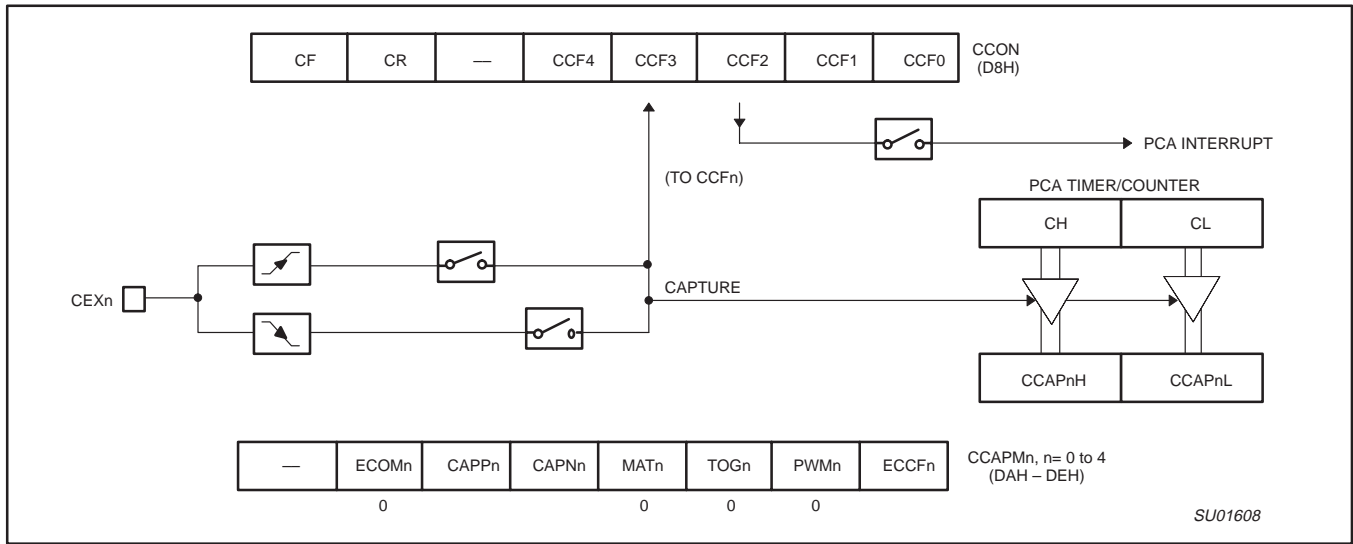 CF CR — CCF4 CCF3 CCF2 CCF1 CCF0 CCON
(D8H)
PCA INTERRUPT
(TO CCFn)
PCA TIMER/COUNTER
CH CL
CEXn
CAPTURE
CCAPnH CCAPnL
— ECOMn CAPPn CAPNn MATn TOGn PWMn ECCFn CCAPMn, n= 0 to 4
(DAH – DEH)
0 0 0 0
SU01608